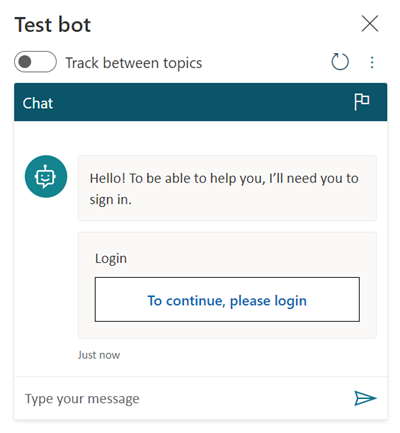 Test bot
Track between topics
Chat
Hello! To be able to help you, I'll need you to
sign in.
Login
To continue, please login
Just now
Type your message